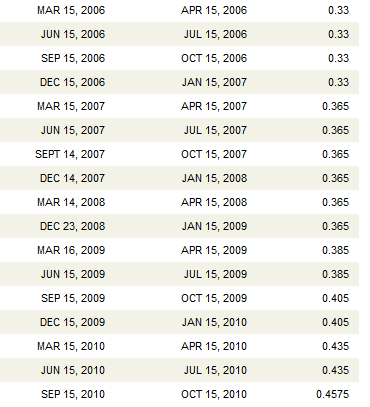 MAR 15, 2006 APR 15, 2006 0.33
JUN 15, 2006 JUL 15, 2006 0.33
SEP 15, 2006 OCT 15, 2006 0.33
DEC 15, 2006 JAN 15, 2007 0.33
MAR 15, 2007 APR 15, 2007 0.365
JUN 15, 2007 JUL 15, 2007 0.365
SEPT 14, 2007 OCT 15, 2007 0.365
DEC 14, 2007 JAN 15, 2008 0.365
MAR 14, 2008 APR 15, 2008 0.365
DEC 23, 2008 JAN 15, 2009 0.365
MAR 16, 2009 APR 15, 2009 0.385
JUN 15, 2009 JUL 15, 2009 0.385
SEP 15, 2009 OCT 15, 2009 0.405
DEC 15, 2009 JAN 15, 2010 0.405
MAR 15, 2010 APR 15, 2010 0.435
JUN 15, 2010 JUL 15, 2010 0.435
SEP 15, 2010 OCT 15, 2010 0.4575